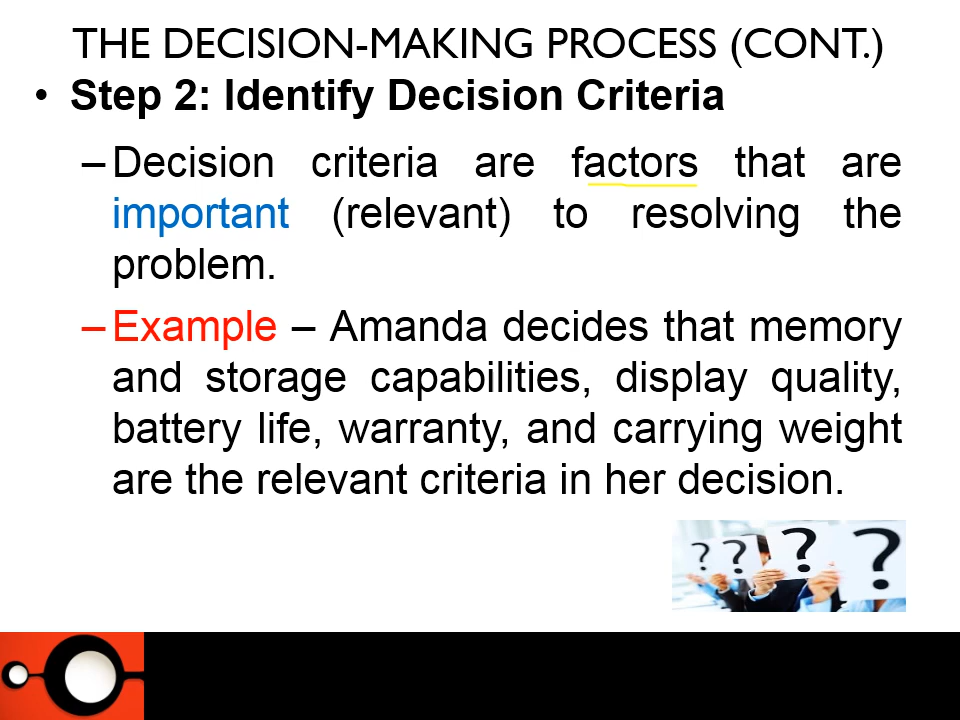 THE DECISION-MAKING PROCESS (CONT.)
• Step 2: Identify Decision Criteria
– Decision criteria are factors that are
important (relevant) to resolving the
problem.
– Example – Amanda decides that memory
and storage capabilities, display quality,
battery life, warranty, and carrying weight
are the relevant criteria in her decision.
? ? ? ?